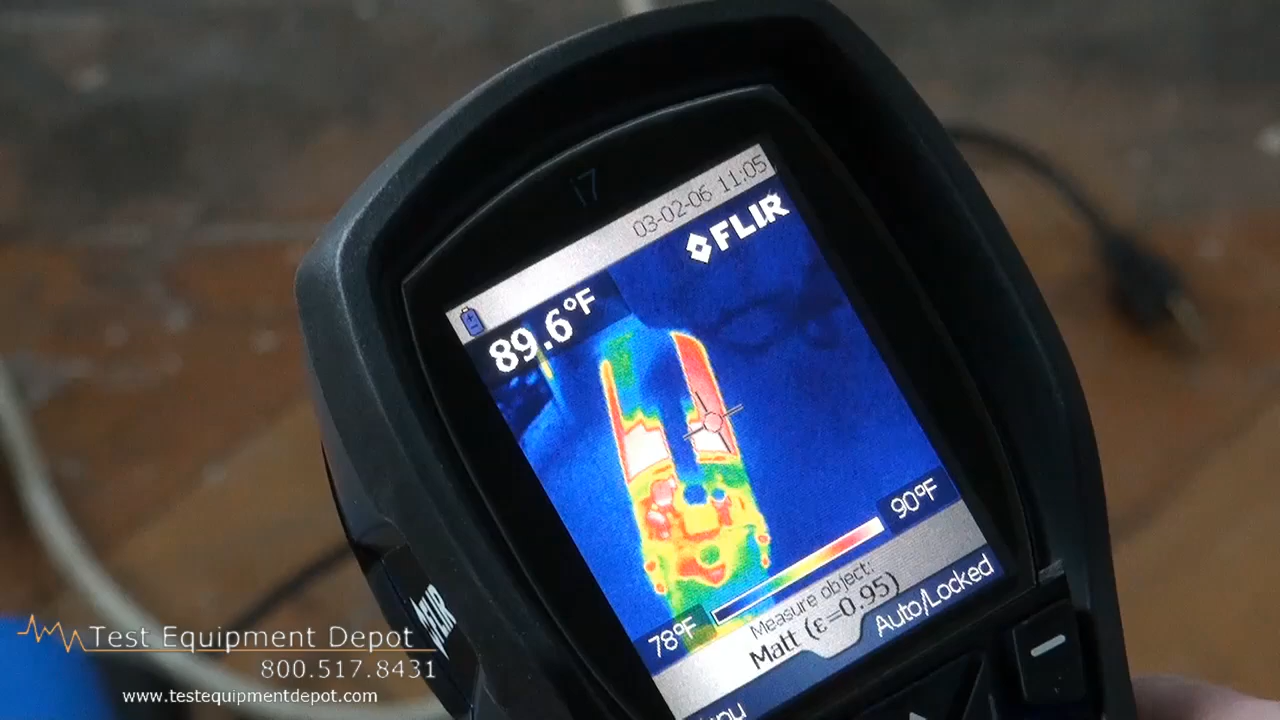 i7
03-02-06 11:05
FLIR
89.6°F
90°F
78°F
Measure object:
Matt (ε=0.95)
Auto/Locked
FLIR
Test Equipment Depot
800.517.8431
www.testequipmentdepot.com